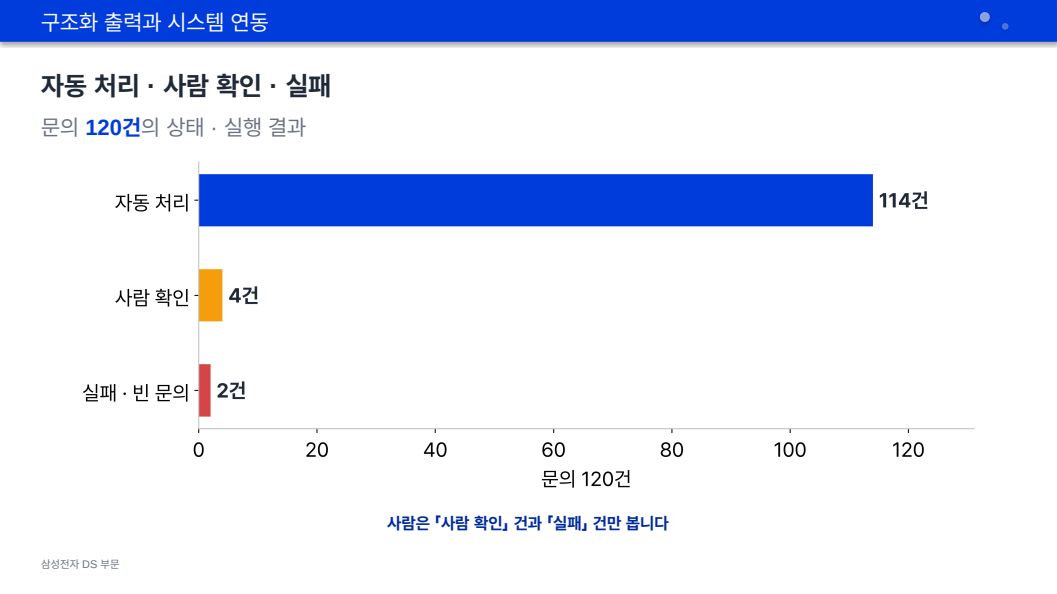 구조화 출력과 시스템 연동
자동 처리 · 사람 확인 · 실패
문의 120건의 상태 · 실행 결과
자동 처리
114건
사람 확인
4건
실패 · 빈 문의
2건
0 20 40 60 80 100 120
문의 120건
사람은 「사람 확인」 건과 「실패」 건만 봅니다
삼성전자 DS 부문